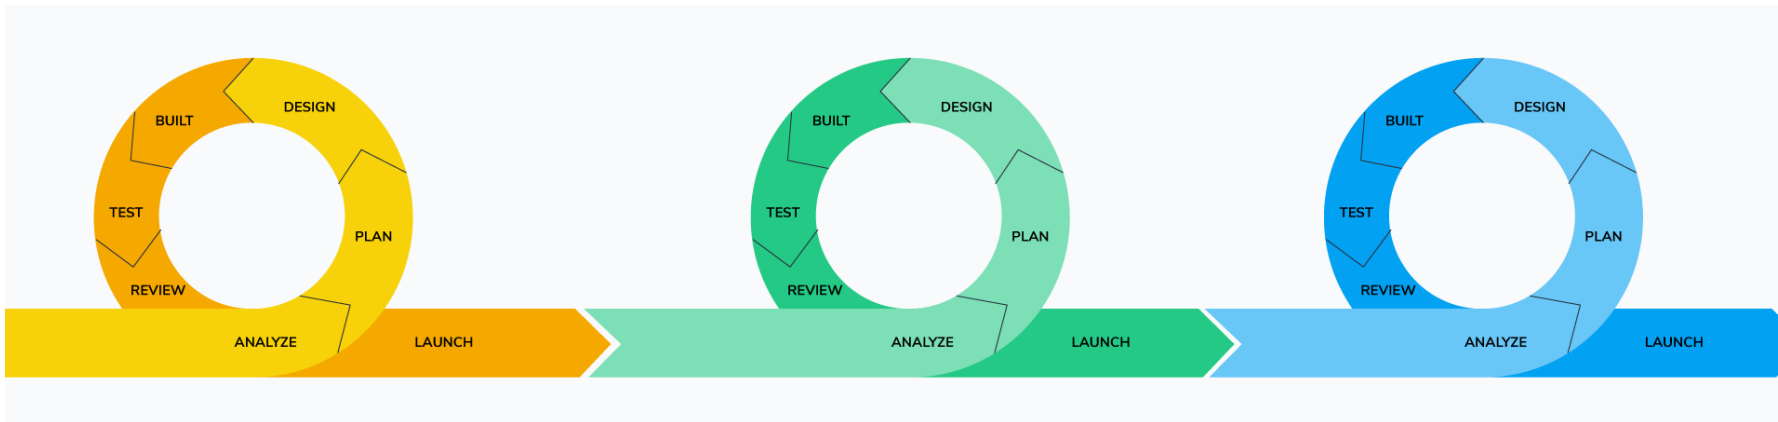 DESIGN
BUILT
TEST
PLAN
REVIEW
ANALYZE
LAUNCH
DESIGN
BUILT
TEST
PLAN
REVIEW
ANALYZE
LAUNCH
DESIGN
BUILT
TEST
PLAN
REVIEW
ANALYZE
LAUNCH